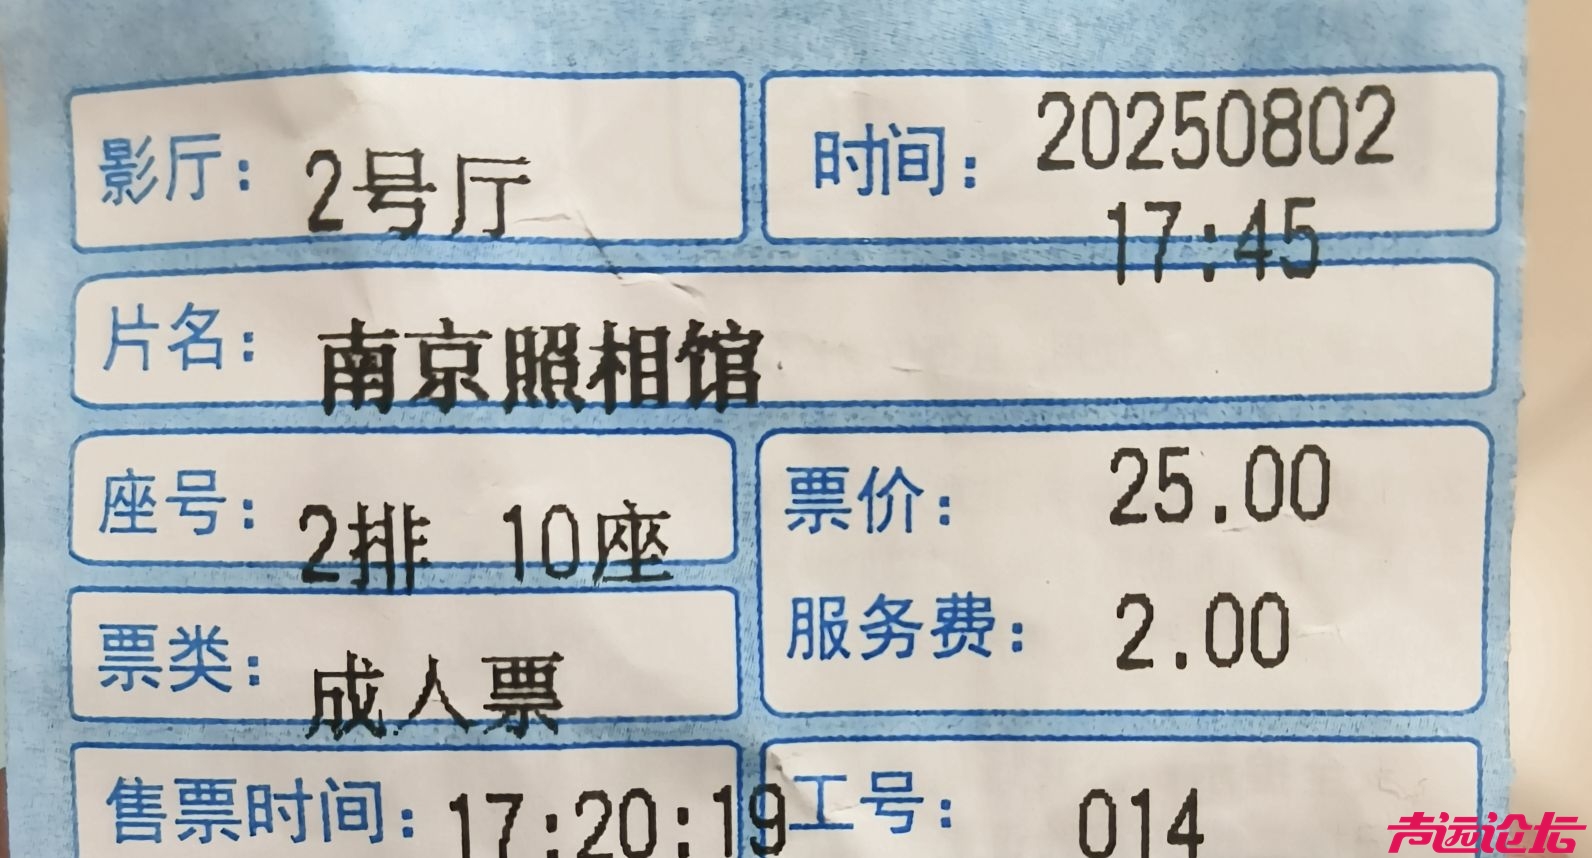 影厅: 2号厅
时间: 20250802
17:45
片名: 南京照相馆
座号: 2排 10座
票价: 25.00
服务费: 2.00
票类: 成人票
售票时间: 17:20:19
工号: 014
声远论坛